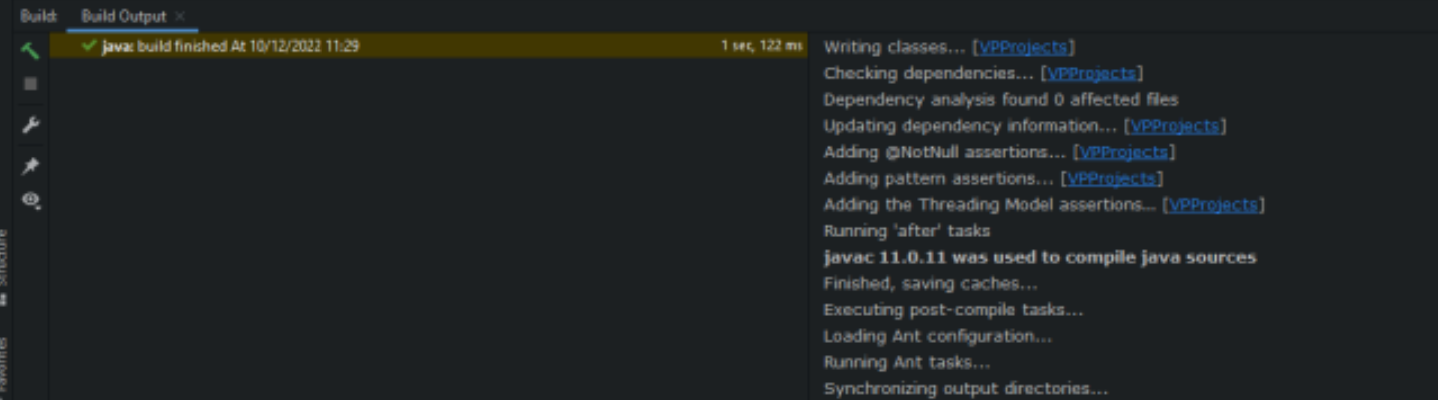 Build:
Build Output
java: build finished At 10/12/2022 11:29
1 sec, 122 ms
Writing classes... [VPProjects]
Checking dependencies... [VPProjects]
Dependency analysis found 0 affected files
Updating dependency information... [VPProjects]
Adding @NotNull assertions... [VPProjects]
Adding pattern assertions... [VPProjects]
Adding the Threading Model assertions... [VPProjects]
Running 'after' tasks
javac 11.0.11 was used to compile java sources
Finished, saving caches...
Executing post-compile tasks...
Loading Ant configuration...
Running Ant tasks...
Synchronizing output directories...
Structure
Favorites